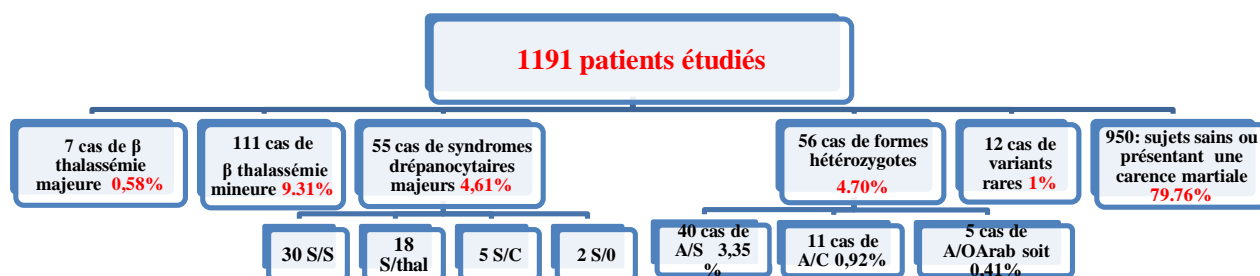 1191 patients étudiés
7 cas de β
thalassémie
majeure 0,58%
111 cas de
β thalassémie
mineure 9.31%
55 cas de syndromes
drépanocytaires
majeurs 4,61%
56 cas de formes
hétérozygotes
4.70%
12 cas de
variants
rares 1%
950: sujets sains ou
présentant une
carence martiale
79.76%
30 S/S
18
S/thal
5 S/C
2 S/0
40 cas de
A/S 3,35
%
11 cas de
A/C 0,92%
5 cas de
A/OArab soit
0.41%